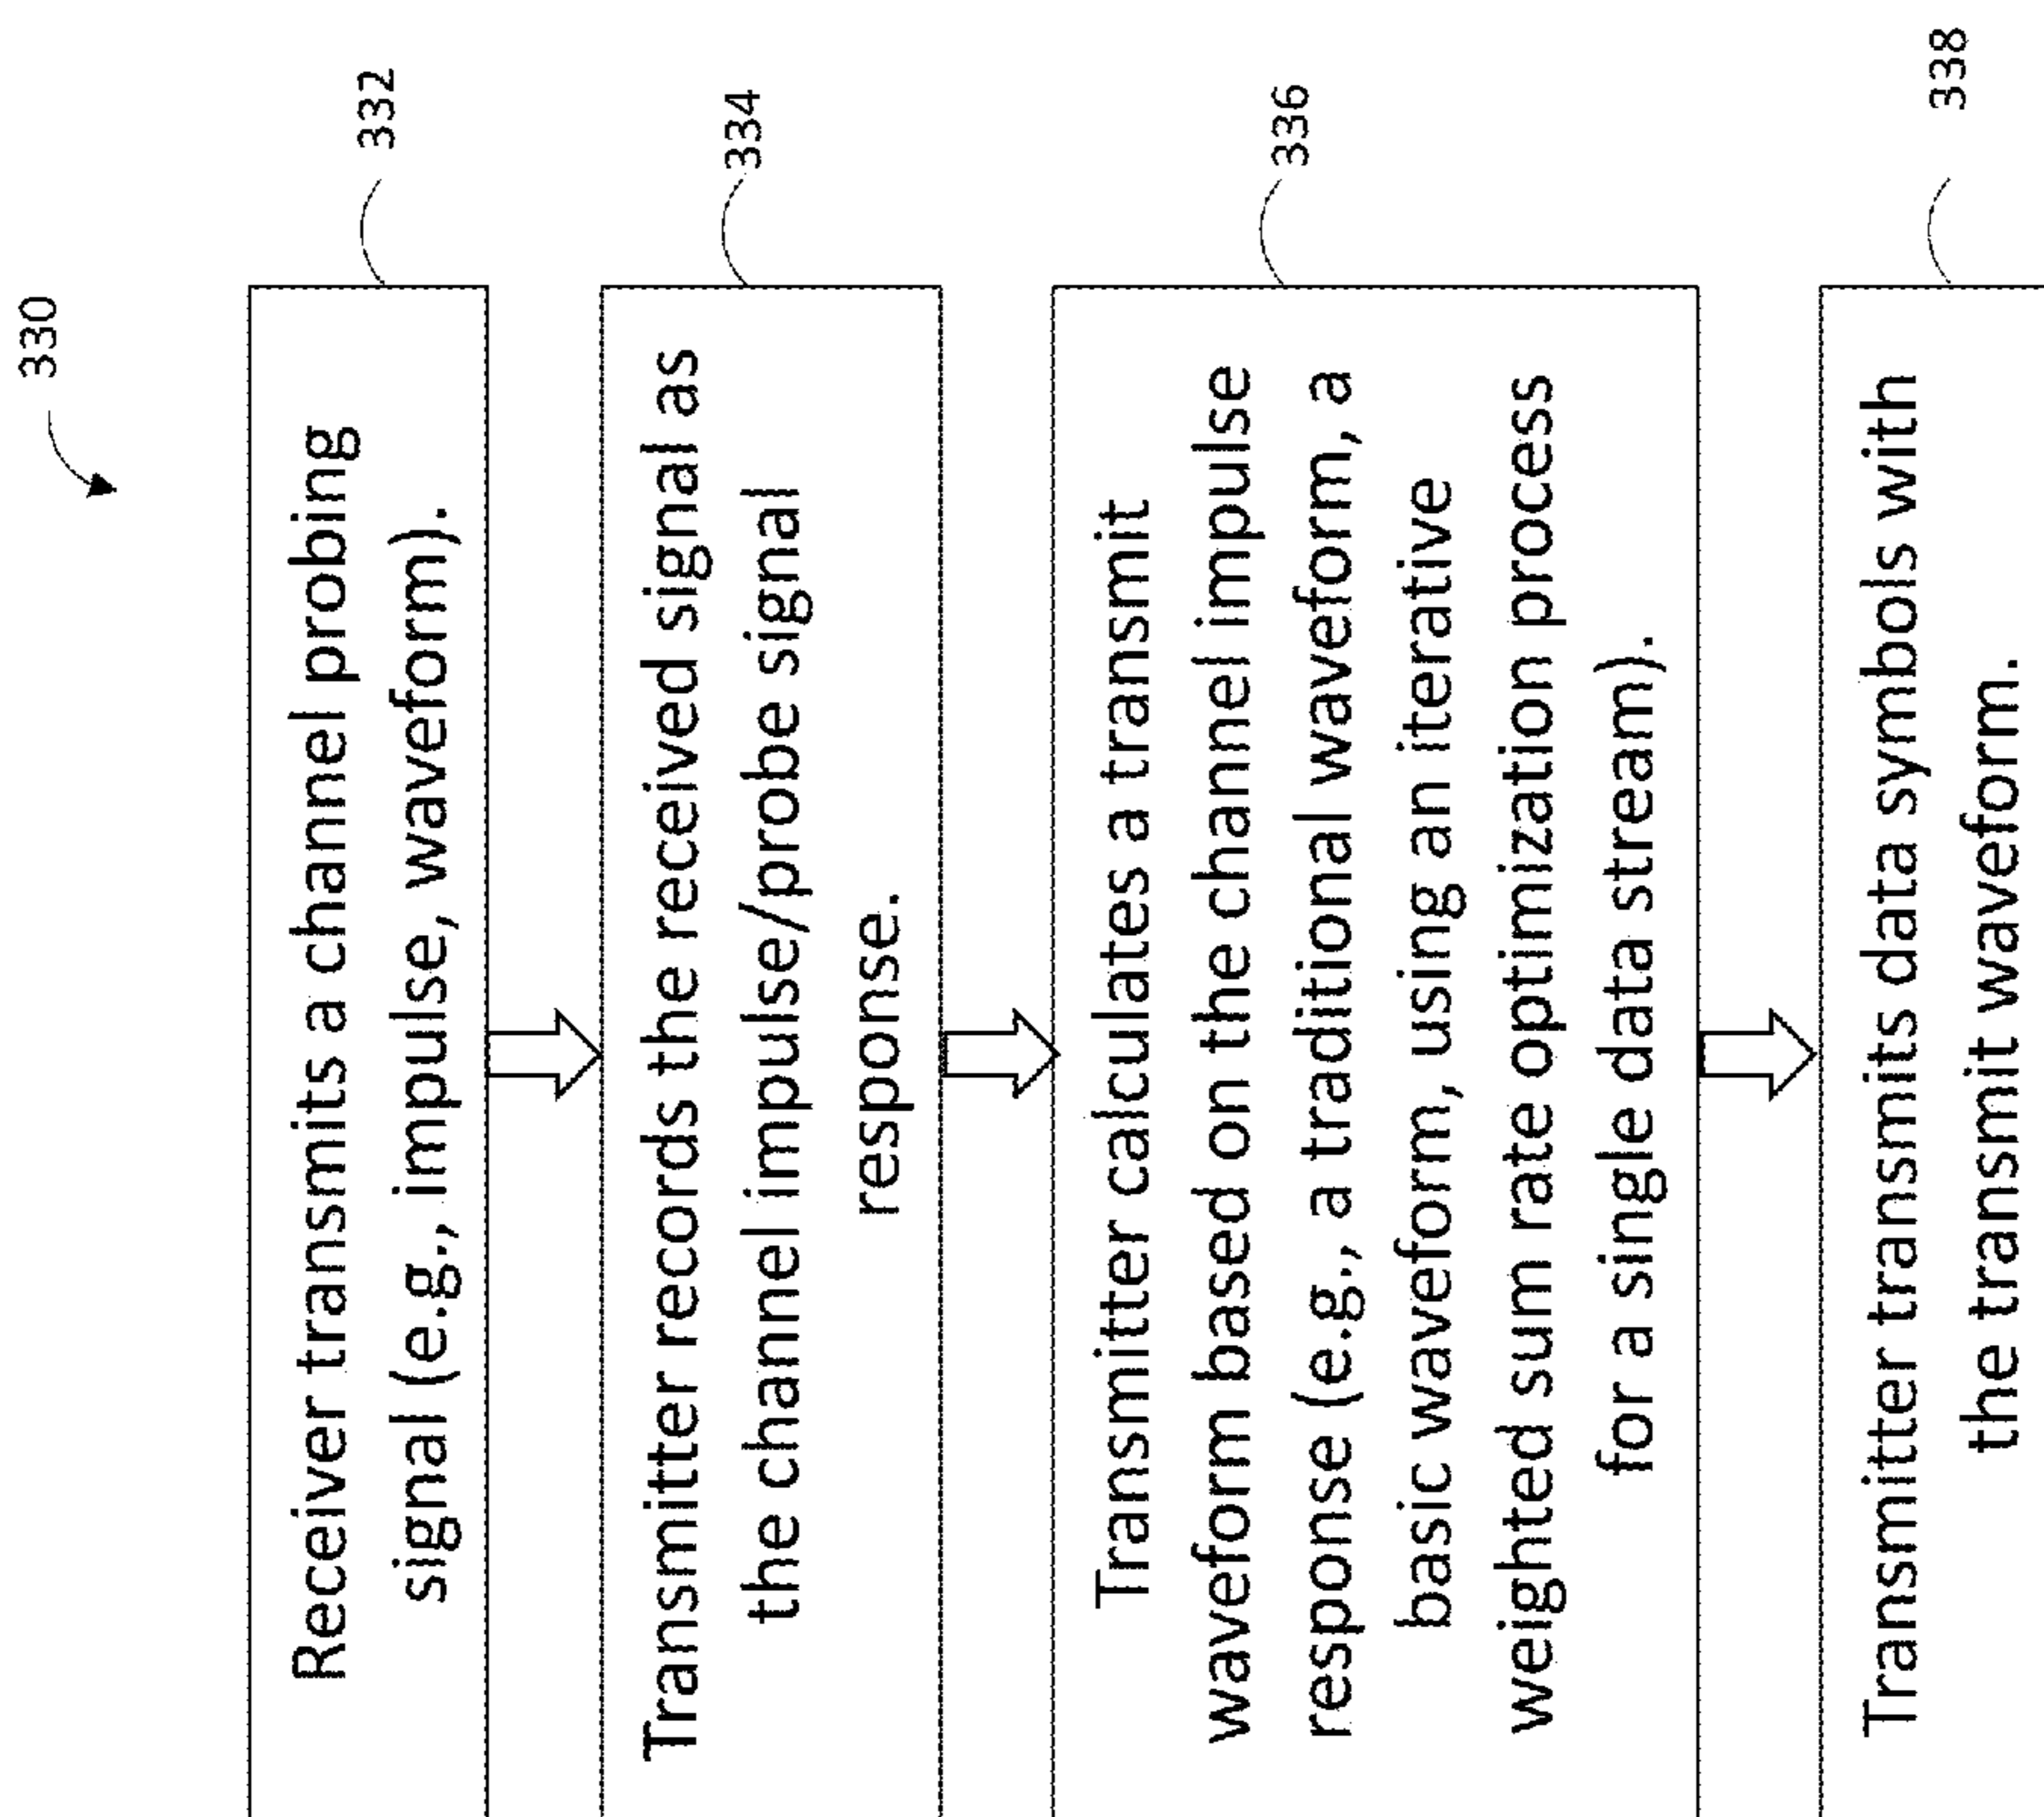 330
Receiver transmits a channel probing
signal (e.g., impulse, waveform).
332
Transmitter records the received signal as
the channel impulse/probe signal
response.
334
Transmitter calculates a transmit
waveform based on the channel impulse
response (e.g., a traditional waveform, a
basic waveform, using an iterative
weighted sum rate optimization process
for a single data stream).
336
Transmitter transmits data symbols with
the transmit waveform.
338